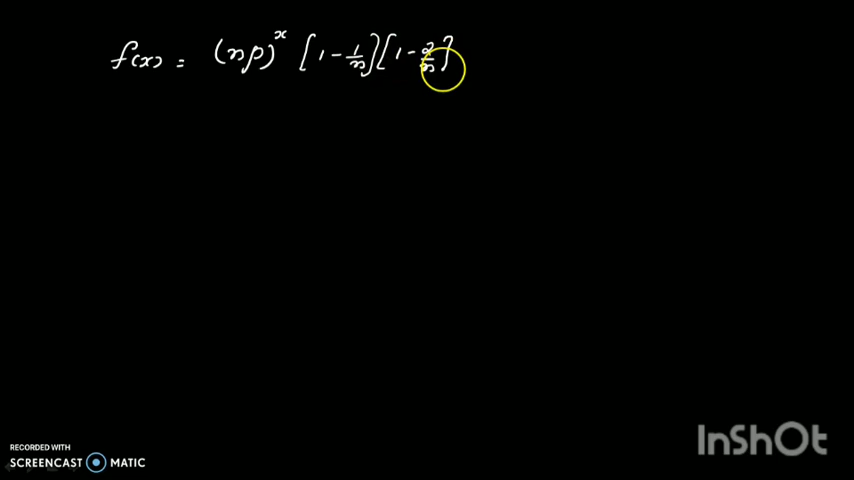 f(x) = (np)^x [1 - 1/n][1 - 2/n]
RECORDED WITH
SCREENCAST MATIC
InShOt